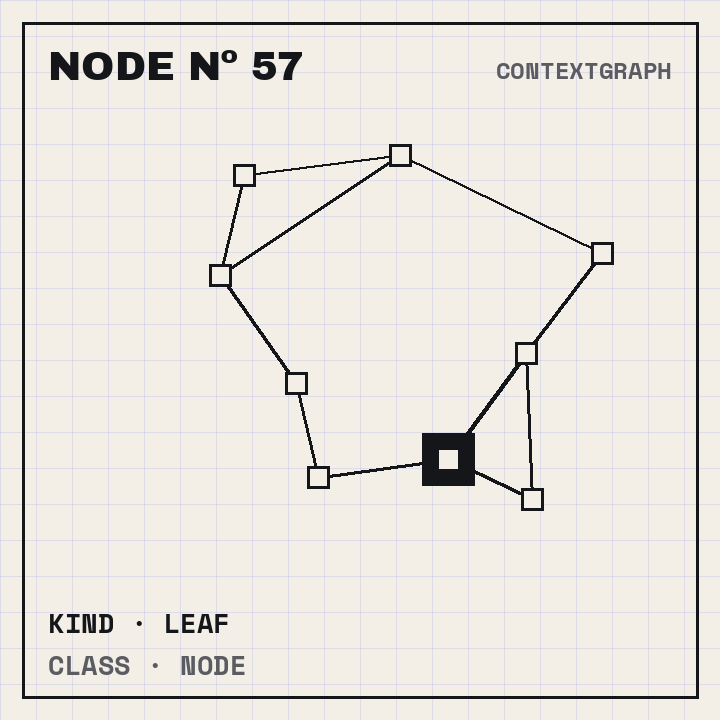 NODE Nº 57
CONTEXTGRAPH
KIND · LEAF
CLASS · NODE